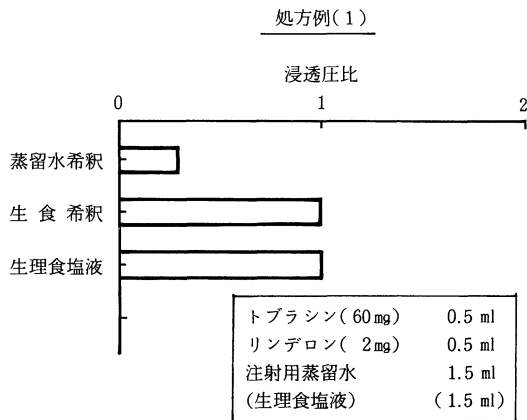 処方例(1)
浸透圧比
0 1 2
蒸留水希釈
生食希釈
生理食塩液
トブラシン(60㎎) 0.5 ml
リンデロン( 2㎎) 0.5 ml
注射用蒸留水 1.5 ml
(生理食塩液) (1.5 ml)